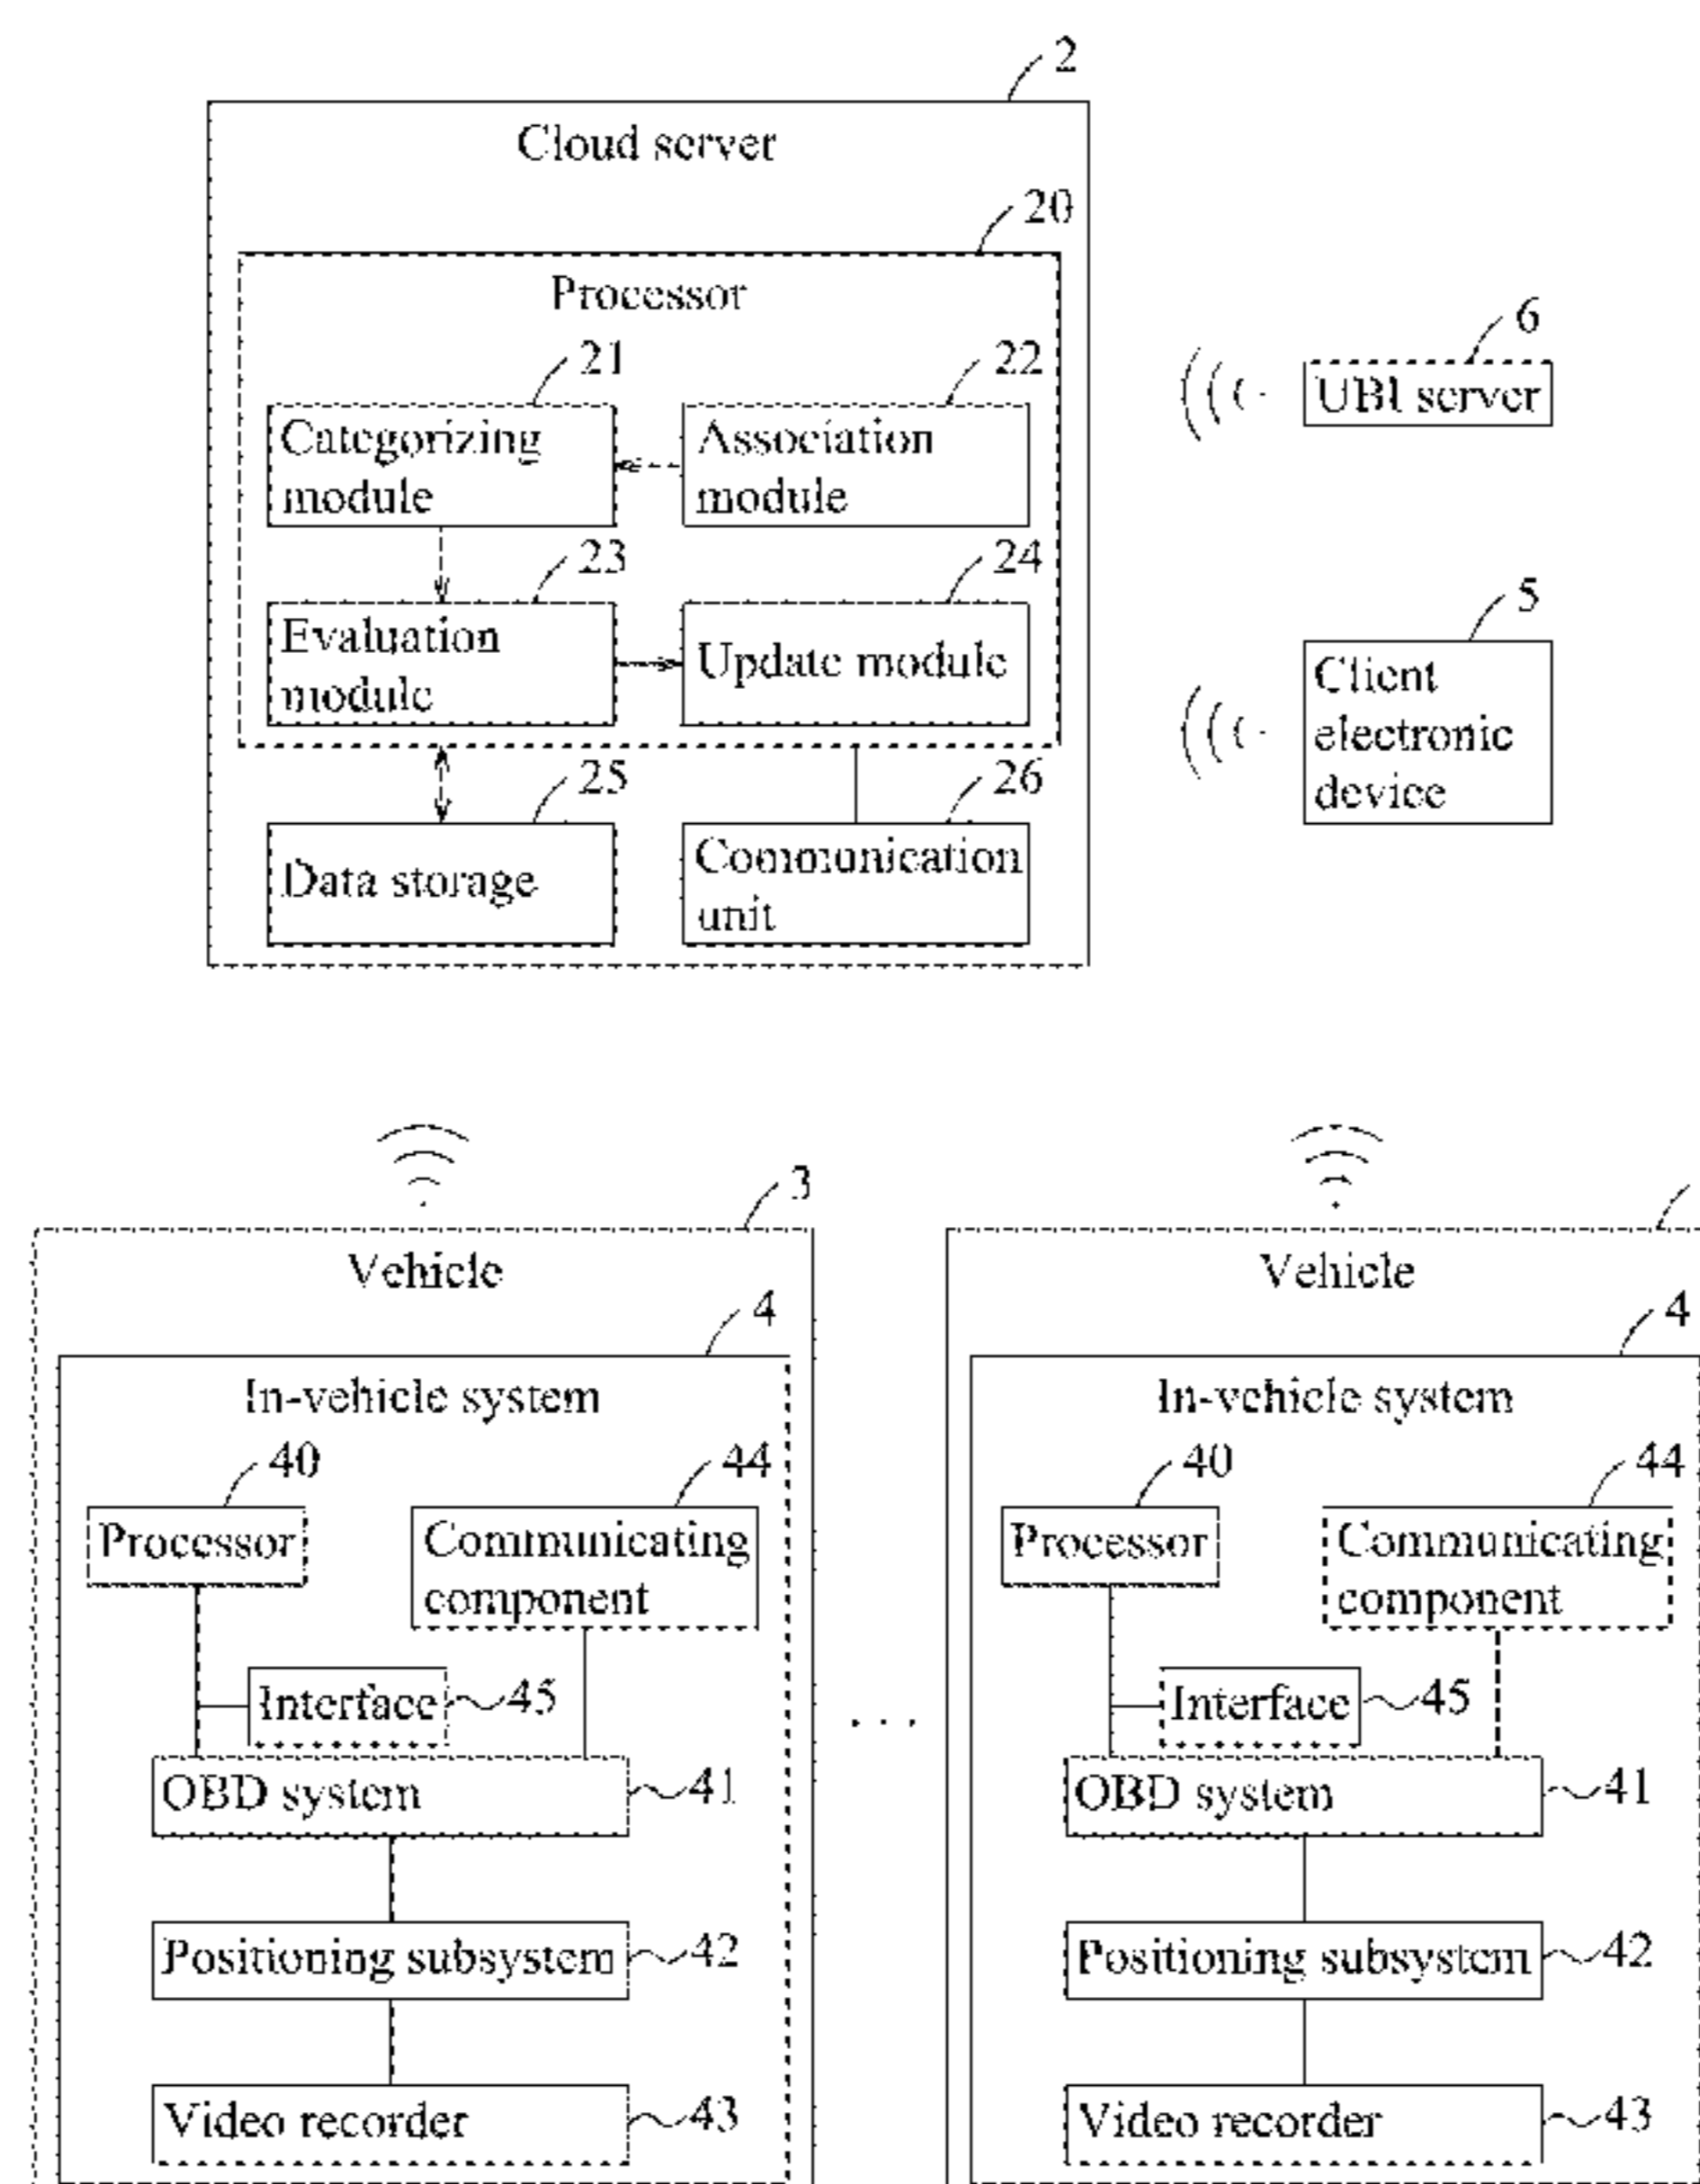 2
Cloud server
20
Processor
21
22
Categorizing
module
Association
module
23
24
Evaluation
module
Update module
25
26
Data storage
Communication
unit
6
UBI server
5
Client
electronic
device
3
Vehicle
4
In-vehicle system
40
44
Processor
Communicating
component
Interface
45
OBD system
41
Positioning subsystem
42
Video recorder
43
...
Vehicle
4
In-vehicle system
40
44
Processor
Communicating
component
Interface
45
OBD system
41
Positioning subsystem
42
Video recorder
43